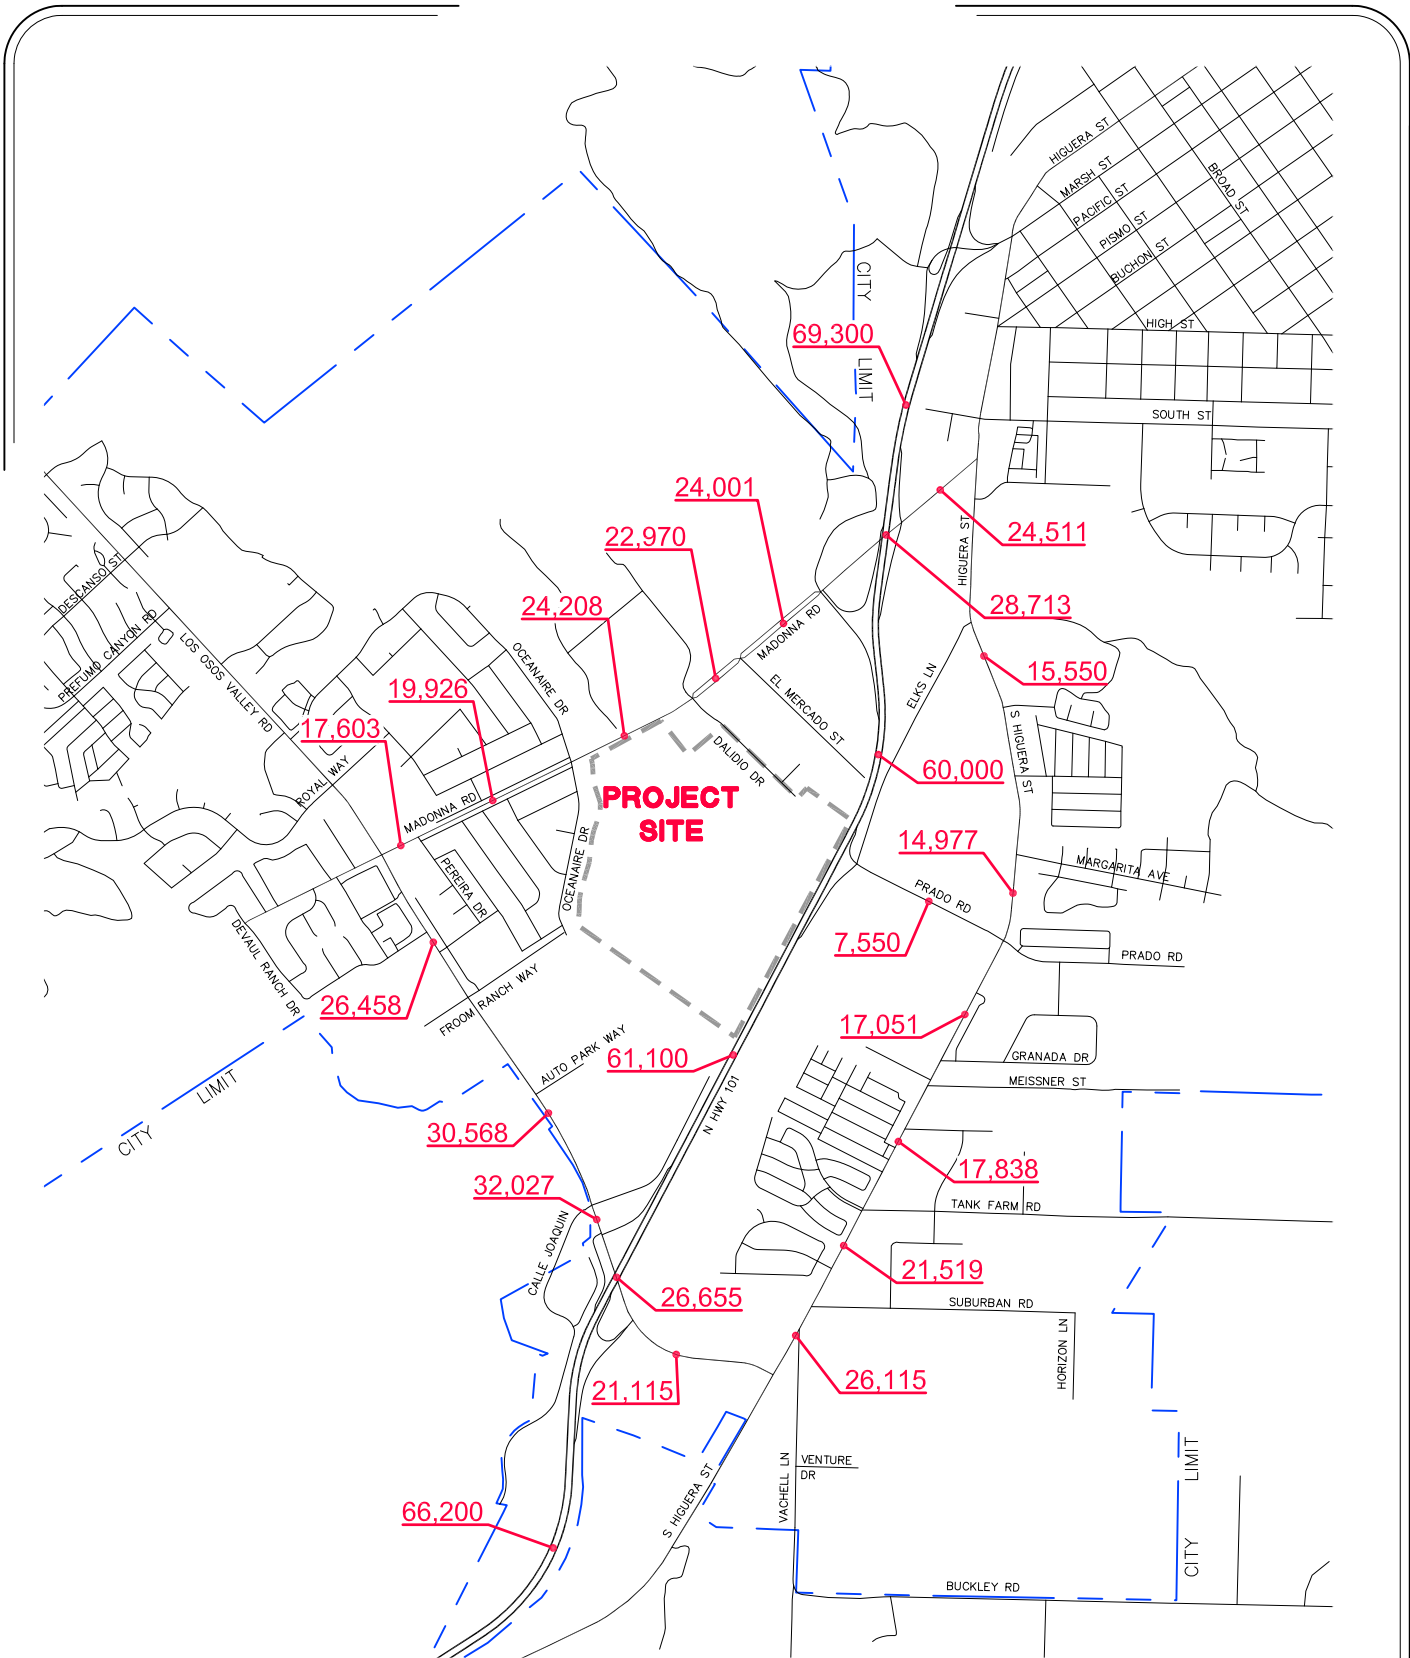 HIGUERA ST
MARSH ST
PACIFIC ST
PISMO ST
BUCHON ST
BROAD ST
CITY
LIMIT
HIGH ST
69,300
SOUTH ST
24,001
22,970
24,511
HIGUERA ST
28,713
24,208
MADONNA RD
DESCANSO ST
PREFUMO CANYON RD
LOS OSOS VALLEY RD
OCEANAIRE DR
15,550
ELKS LN
EL MERCADO ST
S HIGUERA ST
19,926
17,603
DALIDIO DR
60,000
ROYAL WAY
PROJECT
SITE
MADONNA RD
14,977
MARGARITA AVE
OCEANAIRE DR
PEREIRA DR
PRADO RD
7,550
PRADO RD
DEVAUL RANCH DR
26,458
FROOM RANCH WAY
17,051
AUTO PARK WAY
61,100
GRANADA DR
MEISSNER ST
CITY
LIMIT
N HWY 101
30,568
17,838
32,027
TANK FARM RD
CALLE JOAQUIN
21,519
26,655
SUBURBAN RD
HORIZON LN
21,115
26,115
VENTURE
DR
VACHELL LN
S HIGUERA ST
66,200
CITY
LIMIT
BUCKLEY RD